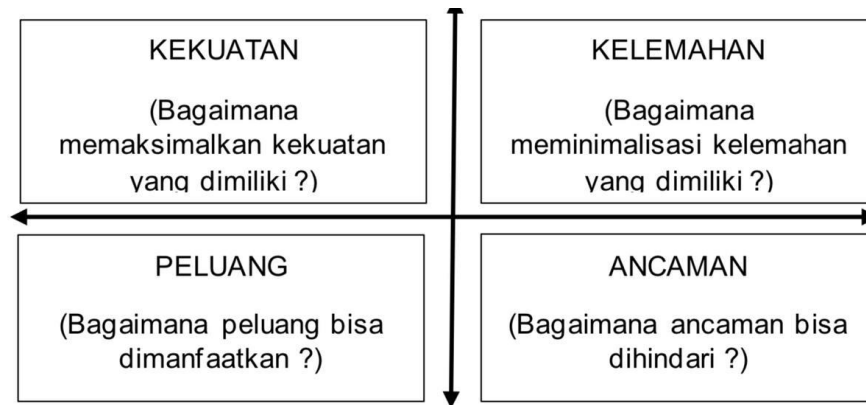 KEKUATAN
(Bagaimana
memaksimalkan kekuatan
yang dimiliki ?)
KELEMAHAN
(Bagaimana
meminimalisasi kelemahan
yang dimiliki ?)
PELUANG
(Bagaimana peluang bisa
dimanfaatkan ?)
ANCAMAN
(Bagaimana ancaman bisa
dihindari ?)